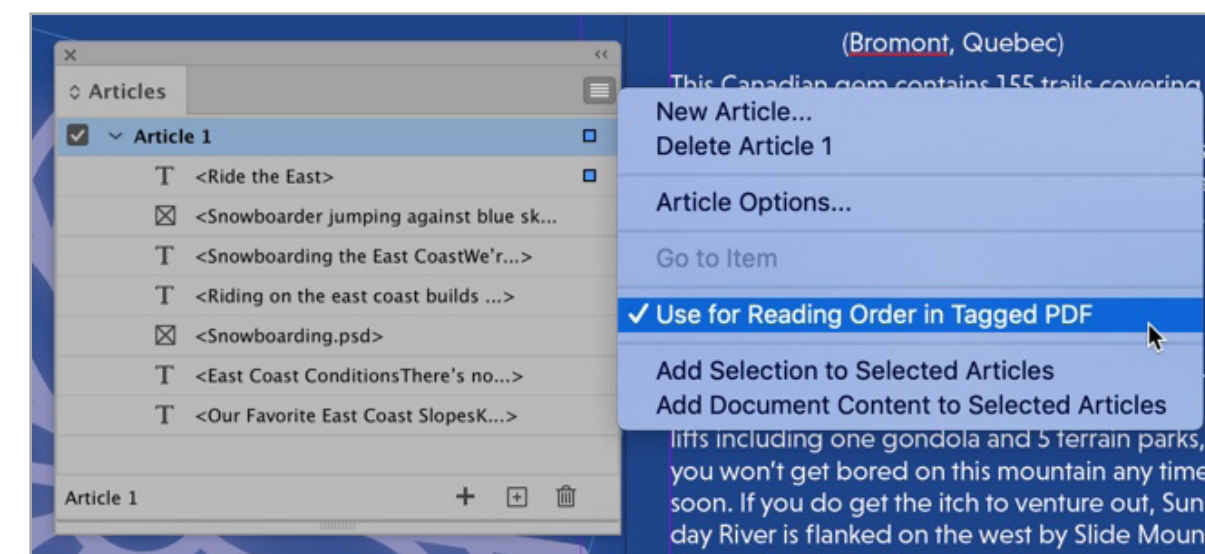 Articles
Article 1
<Ride the East>
<Snowboarder jumping against blue sk...
<Snowboarding the East CoastWe'r...>
<Riding on the east coast builds ...>
<Snowboarding.psd>
<East Coast ConditionsThere's no...>
<Our Favorite East Coast SlopesK...>
Article 1
(Bromont, Quebec)
This Canadian gem contains 155 trails covering
New Article...
Delete Article 1
Article Options...
Go to Item
Use for Reading Order in Tagged PDF
Add Selection to Selected Articles
Add Document Content to Selected Articles
lifts including one gondola and 5 terrain parks,
you won't get bored on this mountain any time
soon. If you do get the itch to venture out, Sun
day River is flanked on the west by Slide Moun